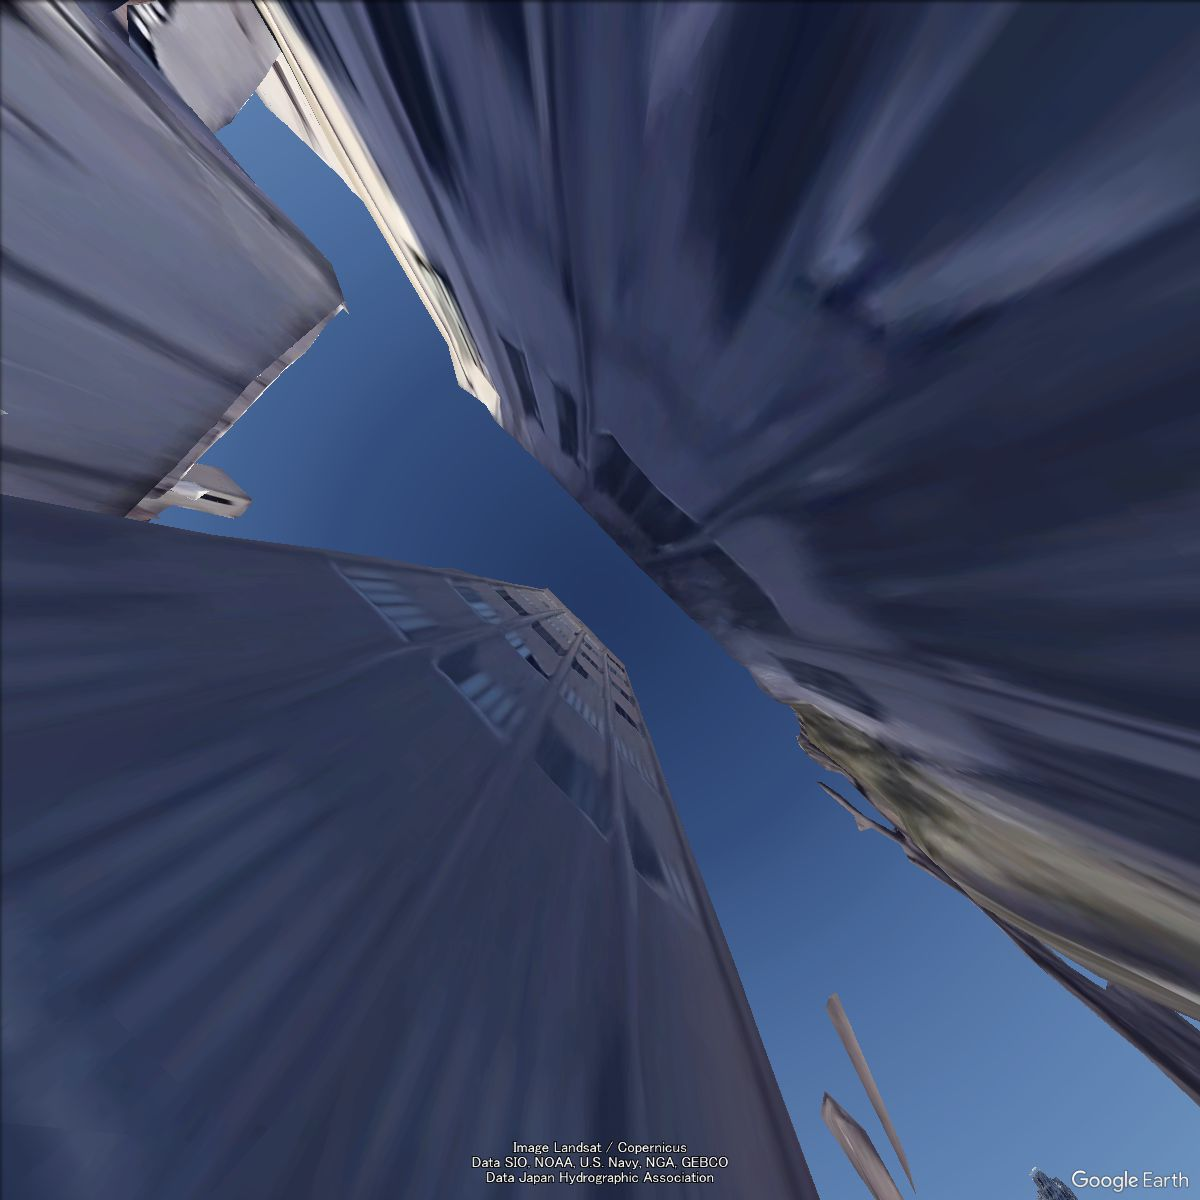 Image Landsat / Copernicus
Data SIO, NOAA, U.S. Navy, NGA, GEBCO
Data Japan Hydrographic Association
Google Earth